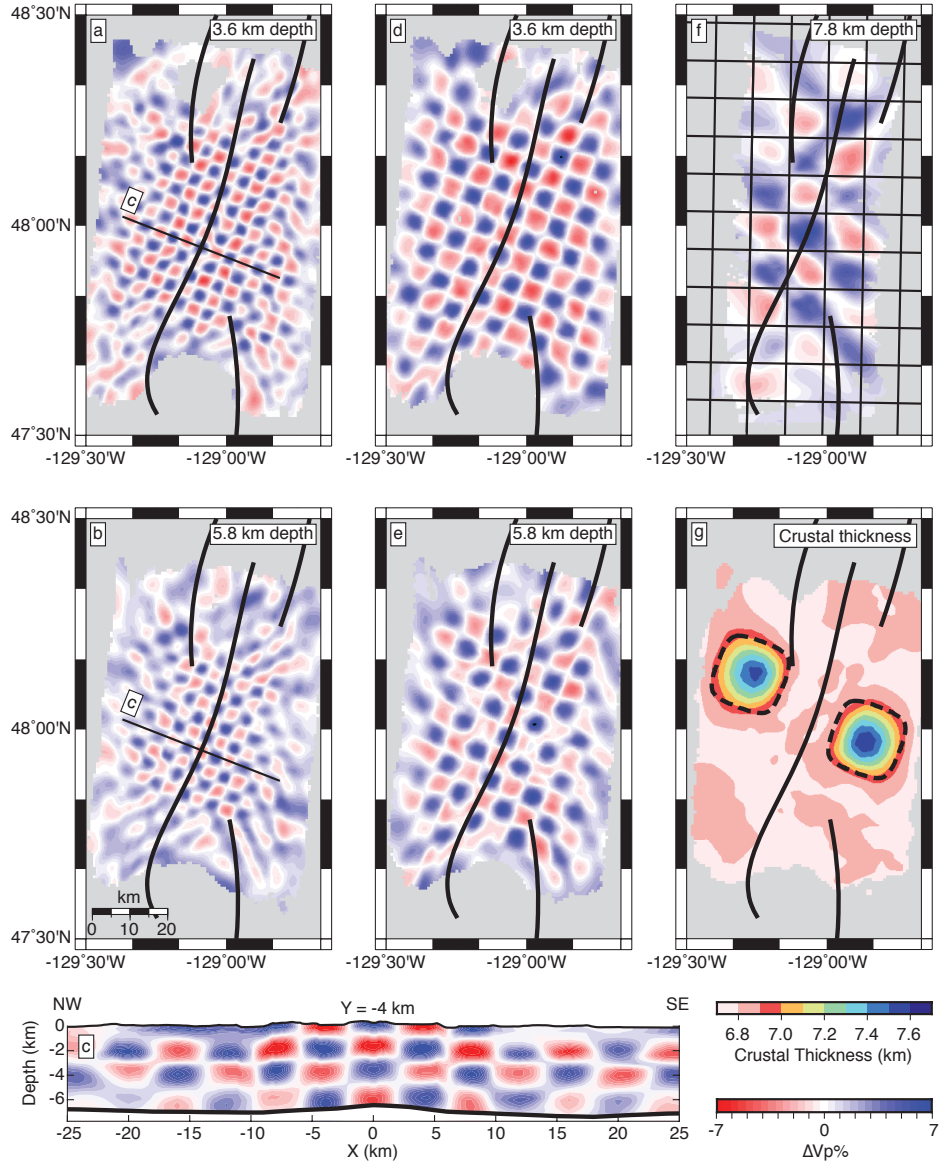 48°30'N
a
3.6 km depth
d
3.6 km depth
f
7.8 km depth
c
48°00'N
47°30'N
-129°30'W
-129°00'W
-129°30'W
-129°00'W
-129°30'W
-129°00'W
48°30'N
b
5.8 km depth
e
5.8 km depth
g
Crustal thickness
c
48°00'N
km
0 10 20
47°30'N
-129°30'W
-129°00'W
-129°30'W
-129°00'W
-129°30'W
-129°00'W
NW
Y = -4 km
SE
Depth (km)
0
-2
-4
-6
c
-25 -20 -15 -10 -5 0 5 10 15 20 25
X (km)
6.8 7.0 7.2 7.4 7.6
Crustal Thickness (km)
-7 0 7
ΔVp%